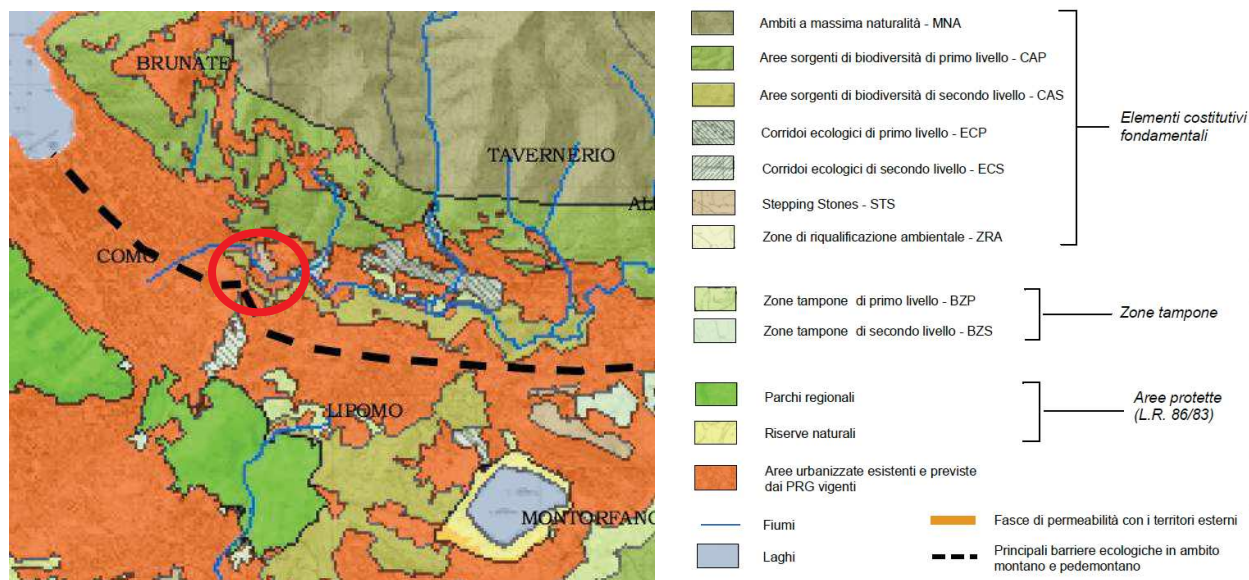 BRUNATE
TAVERNERIO
AL
COMO
LIPOMO
MONTORFANO
Ambiti a massima naturalità - MNA
Aree sorgenti di biodiversità di primo livello - CAP
Aree sorgenti di biodiversità di secondo livello - CAS
Corridoi ecologici di primo livello - ECP
Corridoi ecologici di secondo livello - ECS
Stepping Stones - STS
Zone di riqualificazione ambientale - ZRA
Elementi costitutivi
fondamentali
Zone tampone di primo livello - BZP
Zone tampone di secondo livello - BZS
Zone tampone
Parchi regionali
Riserve naturali
Aree protette
(L.R. 86/83)
Aree urbanizzate esistenti e previste
dai PRG vigenti
Fiumi
Laghi
Fasce di permeabilità con i territori esterni
Principali barriere ecologiche in ambito
montano e pedemontano